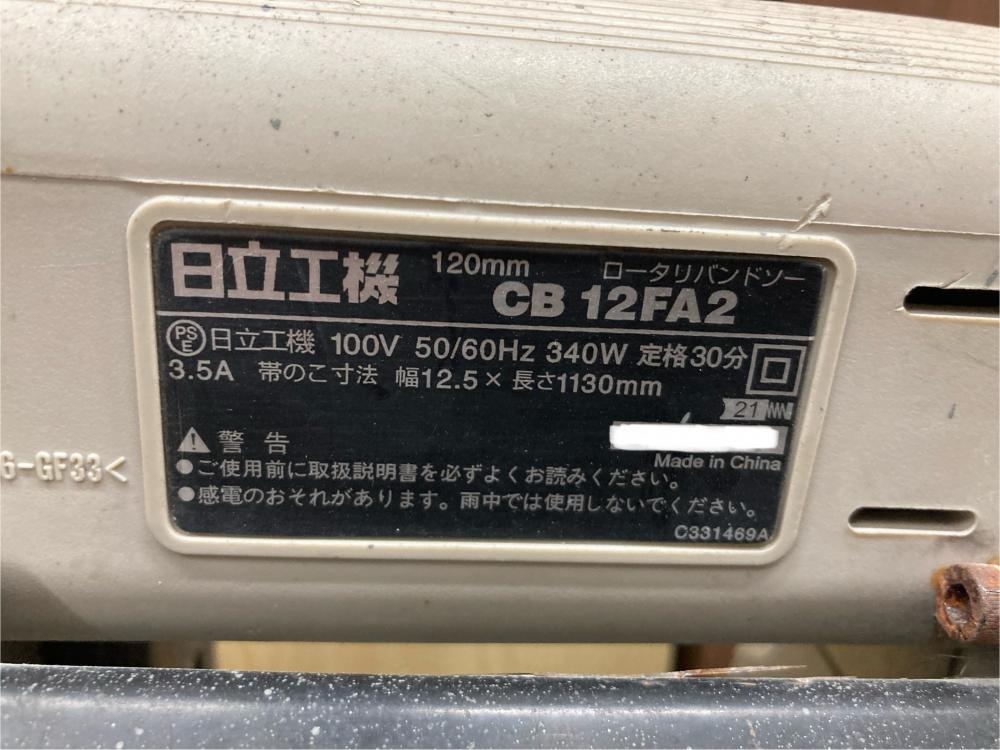 日立工機 120mm ロータリバンドソー
CB 12FA2
PSE 日立工機 100V 50/60Hz 340W 定格30分
3.5A 帯のこ寸法 幅12.5×長さ1130mm
21
警告
Made in China
●ご使用前に取扱説明書を必ずよくお読みください。
●感電のおそれがあります。雨中では使用しないでください。
C331469A
6-GF33<